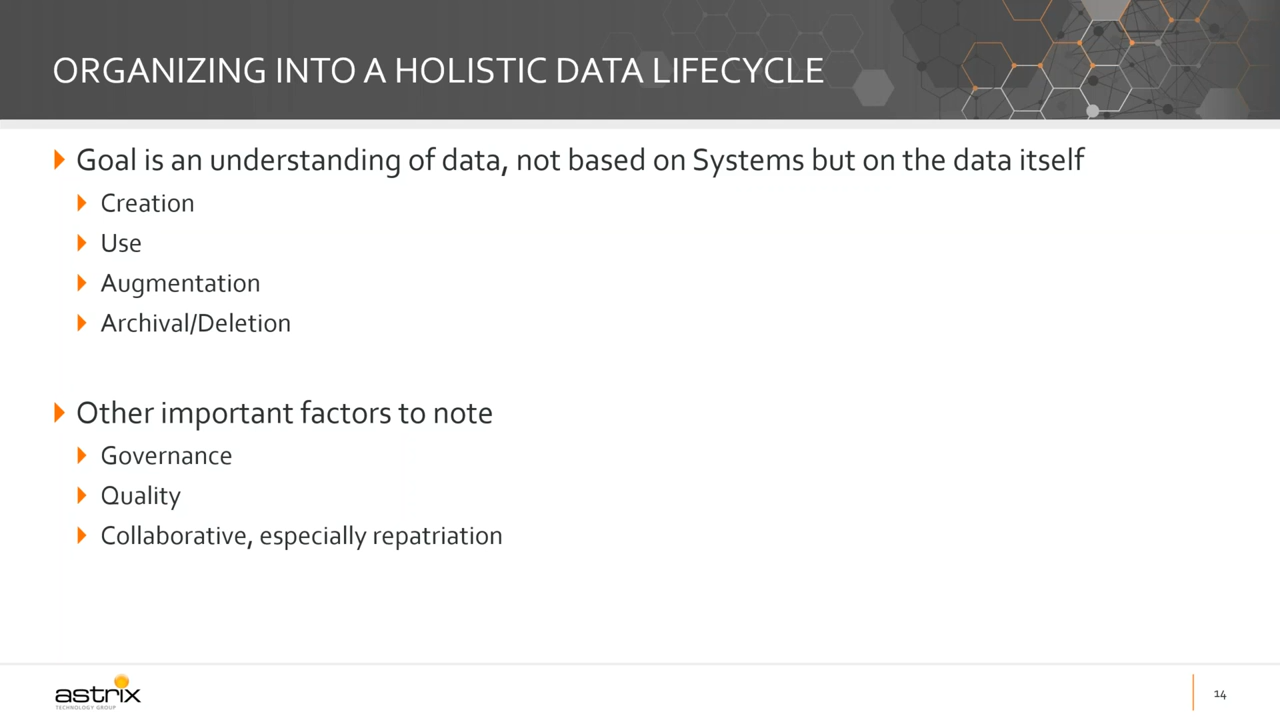 ORGANIZING INTO A HOLISTIC DATA LIFECYCLE
Goal is an understanding of data, not based on Systems but on the data itself
Creation
Use
Augmentation
Archival/Deletion
Other important factors to note
Governance
Quality
Collaborative, especially repatriation
astrix
TECHNOLOGY GROUP
14